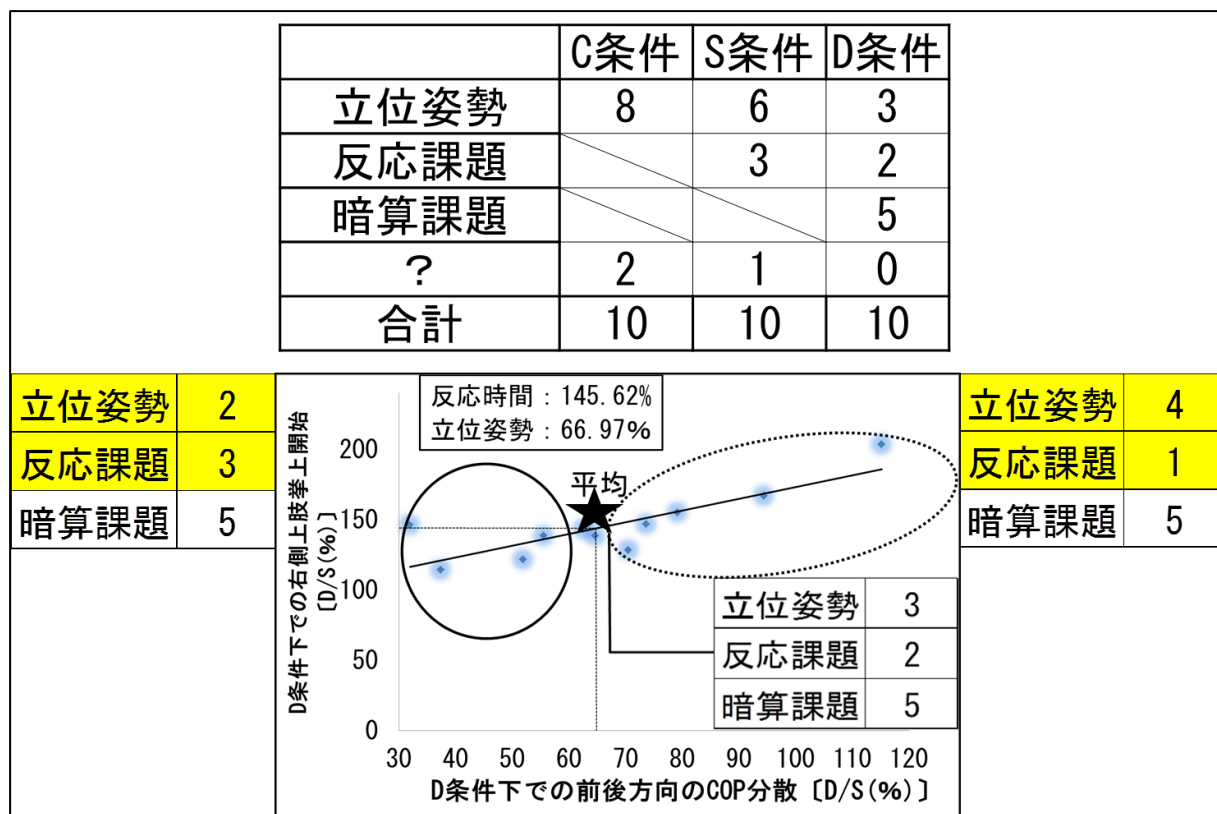 C条件 S条件 D条件
立位姿勢 8 6 3
反応課題 3 2
暗算課題 5
? 2 1 0
合計 10 10 10
立位姿勢 2
反応課題 3
暗算課題 5
反応時間：145.62%
立位姿勢：66.97%
平均
D条件下での右側上肢挙上開始
〔D/S(%)〕
200
150
100
50
0
30 40 50 60 70 80 90 100 110 120
D条件下での前後方向のCOP分散〔D/S(%)〕
立位姿勢 3
反応課題 2
暗算課題 5
立位姿勢 4
反応課題 1
暗算課題 5